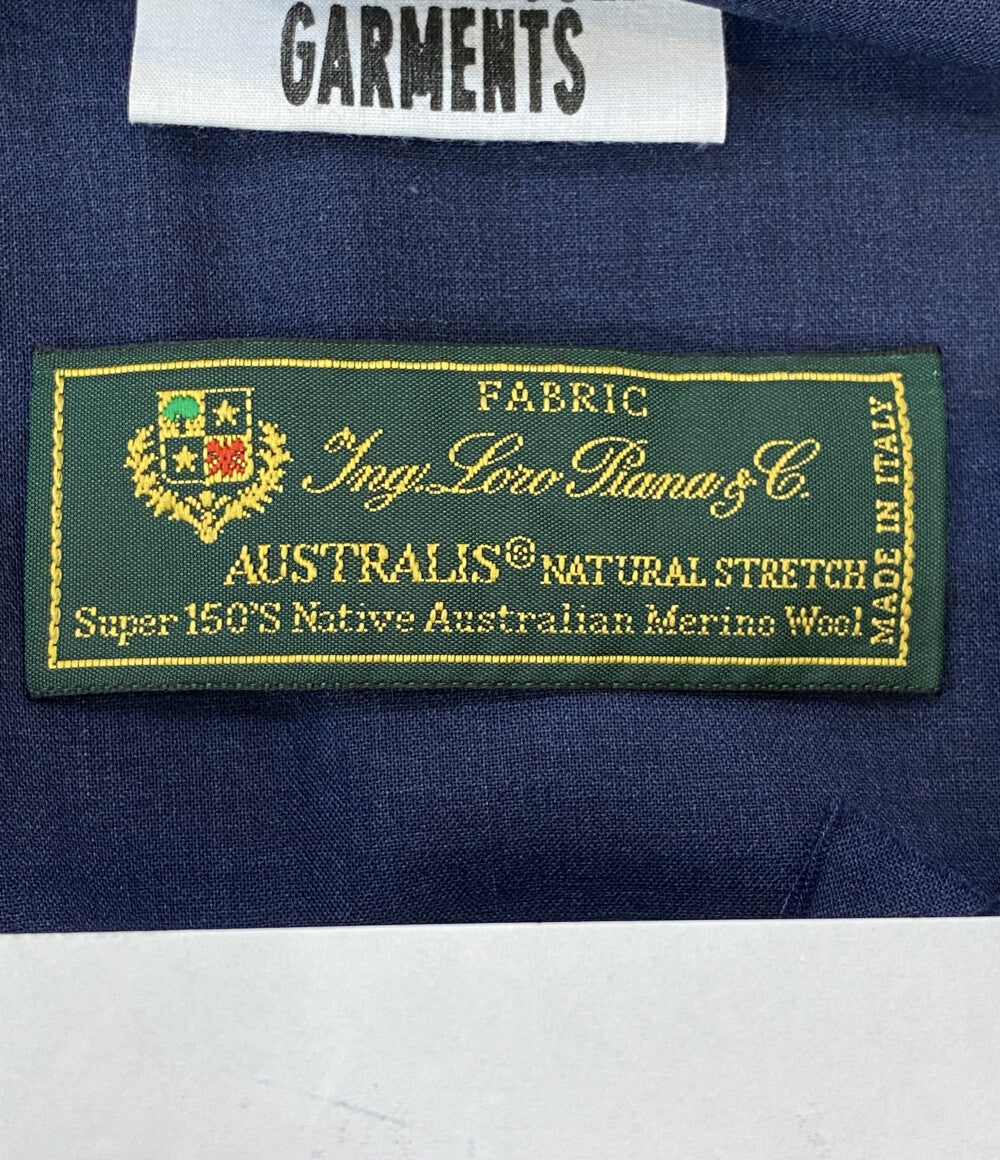 GARMENTS
FABRIC
Ing. Loro Piana & C.
AUSTRALIS® NATURAL STRETCH
Super 150'S Native Australian Merino Wool
MADE IN ITALY